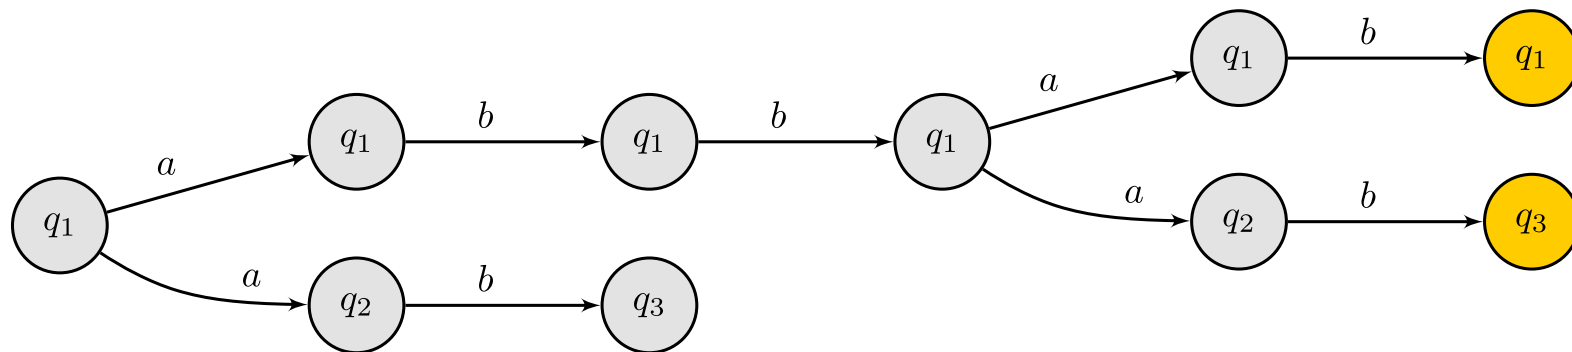 a b q₁
q₁ b q₁ b q₁ a q₁
a a q₂ b q₃
q₁
a q₂ b q₃